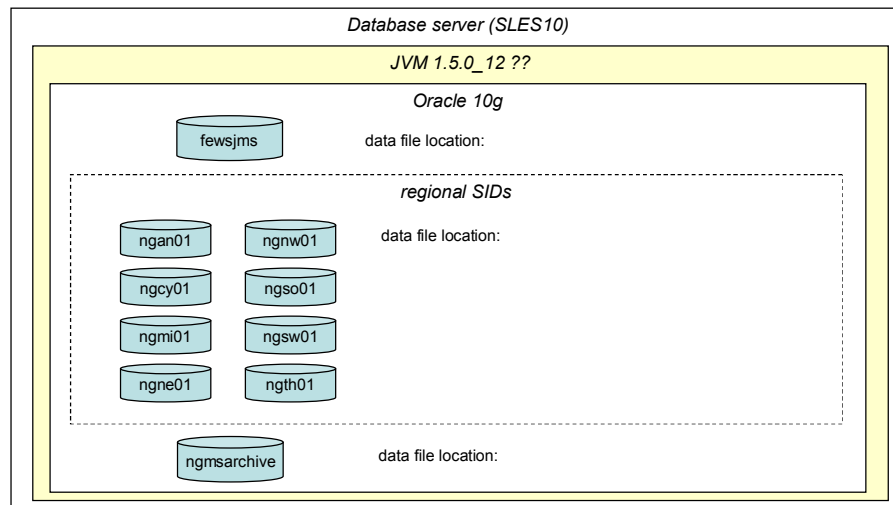 Database server (SLES10)
JVM 1.5.0_12 ??
Oracle 10g
fewsjms
data file location:
regional SIDs
ngan01
ngnw01
data file location:
ngcy01
ngso01
ngmi01
ngsw01
ngne01
ngth01
ngmsarchive
data file location: